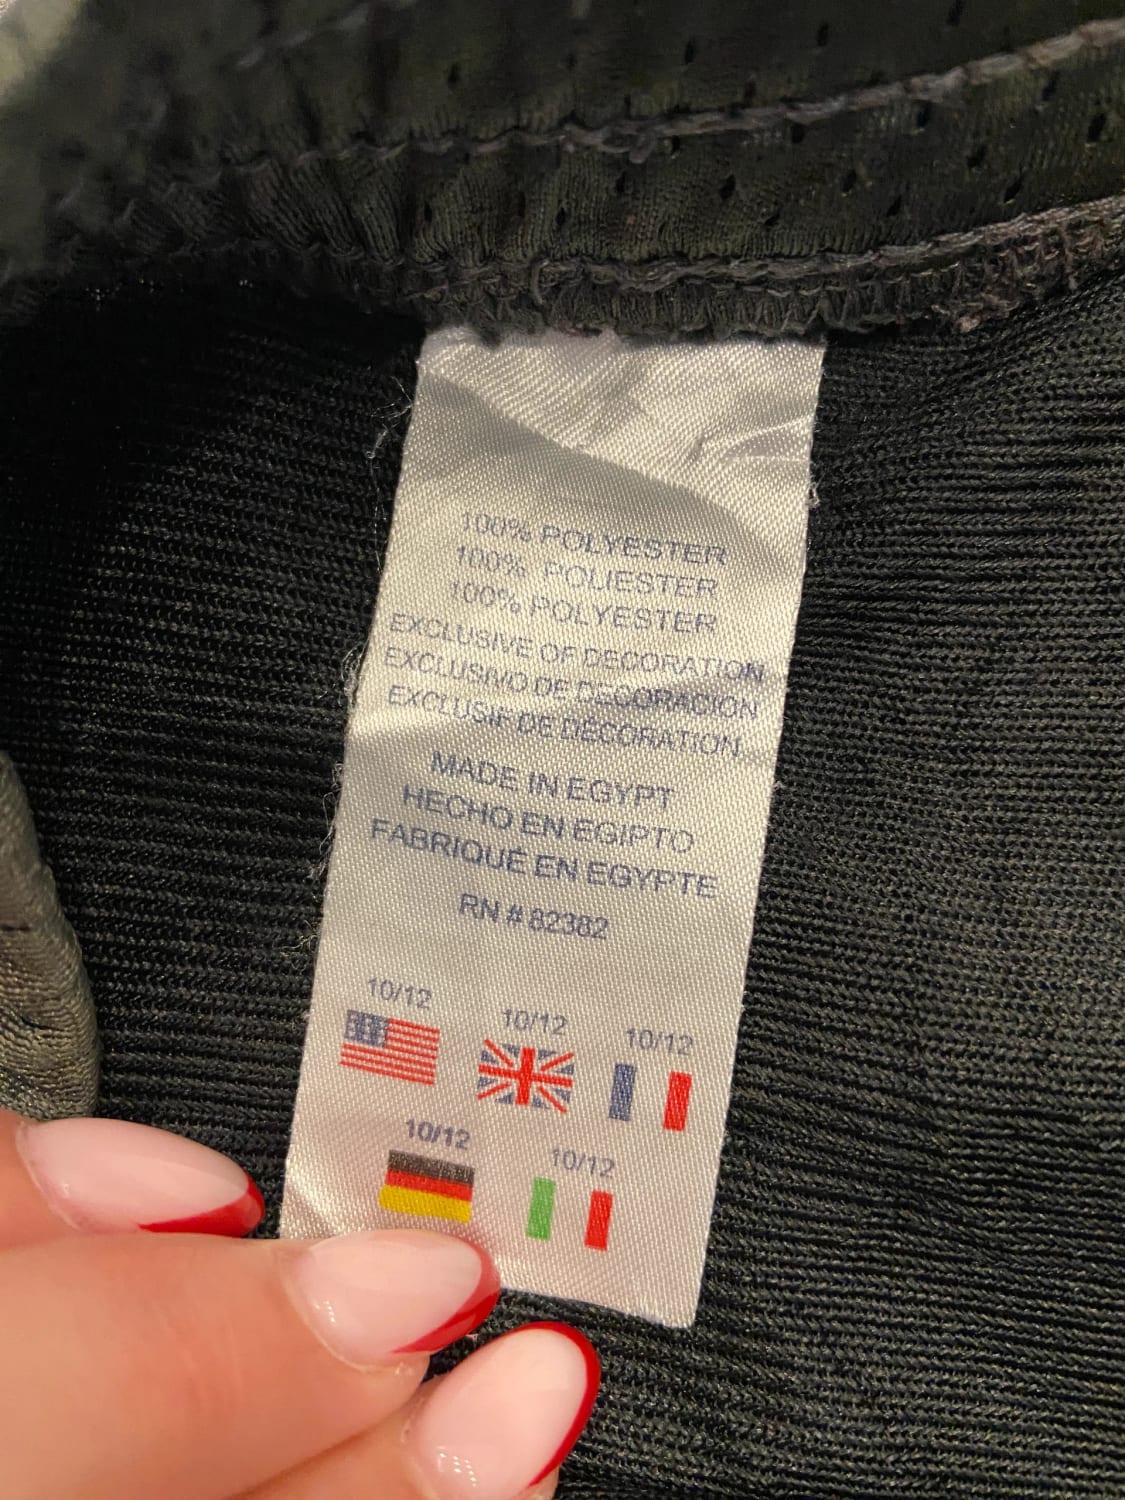 100% POLYESTER
100% POLIESTER
100% POLYESTER
EXCLUSIVE OF DECORATION
EXCLUSIVO DE DECORACION
EXCLUSIF DE DÉCORATION
MADE IN EGYPT
HECHO EN EGIPTO
FABRIQUÉ EN EGYPTE
RN # 82382
10/12 10/12 10/12
10/12 10/12